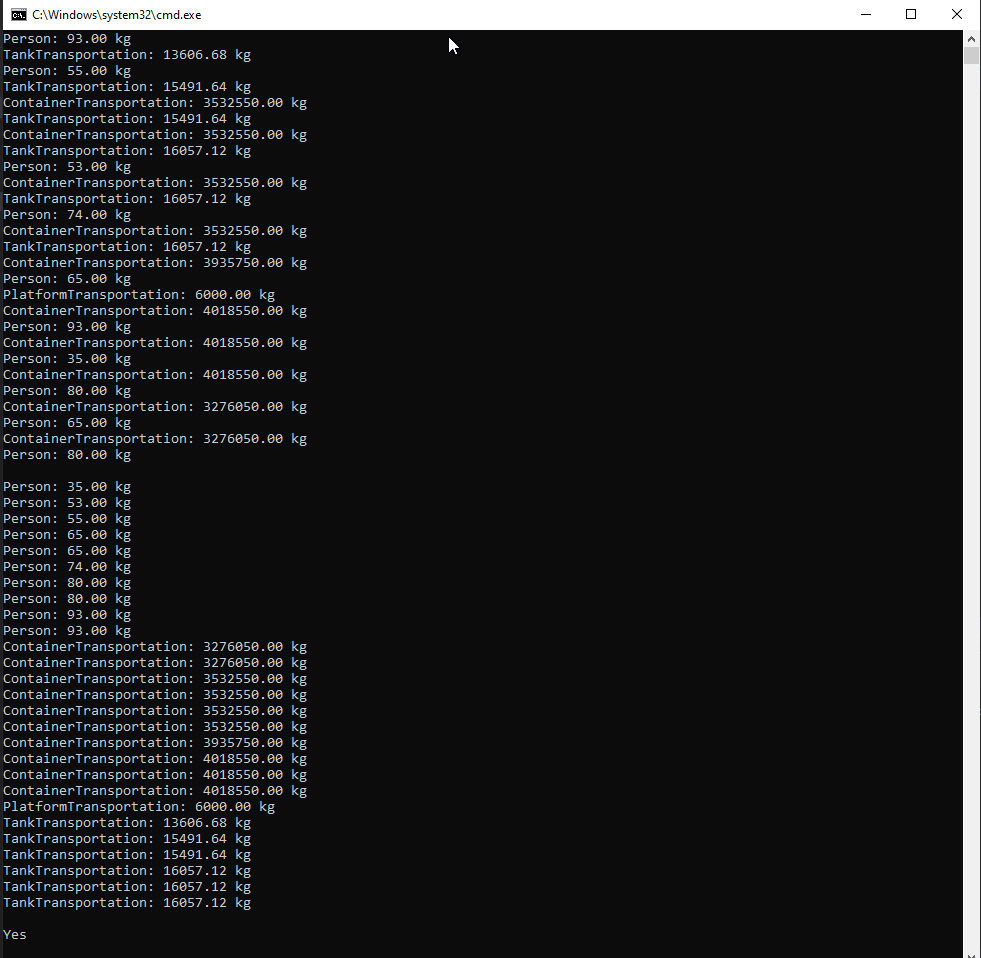 C:\Windows\system32\cmd.exe
Person: 93.00 kg
TankTransportation: 13606.68 kg
Person: 55.00 kg
TankTransportation: 15491.64 kg
ContainerTransportation: 3532550.00 kg
TankTransportation: 15491.64 kg
ContainerTransportation: 3532550.00 kg
TankTransportation: 16057.12 kg
Person: 53.00 kg
ContainerTransportation: 3532550.00 kg
TankTransportation: 16057.12 kg
Person: 74.00 kg
ContainerTransportation: 3532550.00 kg
TankTransportation: 16057.12 kg
ContainerTransportation: 3935750.00 kg
Person: 65.00 kg
PlatformTransportation: 6000.00 kg
ContainerTransportation: 4018550.00 kg
Person: 93.00 kg
ContainerTransportation: 4018550.00 kg
Person: 35.00 kg
ContainerTransportation: 4018550.00 kg
Person: 80.00 kg
ContainerTransportation: 3276050.00 kg
Person: 65.00 kg
ContainerTransportation: 3276050.00 kg
Person: 80.00 kg

Person: 35.00 kg
Person: 53.00 kg
Person: 55.00 kg
Person: 65.00 kg
Person: 65.00 kg
Person: 74.00 kg
Person: 80.00 kg
Person: 80.00 kg
Person: 93.00 kg
Person: 93.00 kg
ContainerTransportation: 3276050.00 kg
ContainerTransportation: 3276050.00 kg
ContainerTransportation: 3532550.00 kg
ContainerTransportation: 3532550.00 kg
ContainerTransportation: 3532550.00 kg
ContainerTransportation: 3532550.00 kg
ContainerTransportation: 3935750.00 kg
ContainerTransportation: 4018550.00 kg
ContainerTransportation: 4018550.00 kg
ContainerTransportation: 4018550.00 kg
PlatformTransportation: 6000.00 kg
TankTransportation: 13606.68 kg
TankTransportation: 15491.64 kg
TankTransportation: 15491.64 kg
TankTransportation: 16057.12 kg
TankTransportation: 16057.12 kg
TankTransportation: 16057.12 kg

Yes